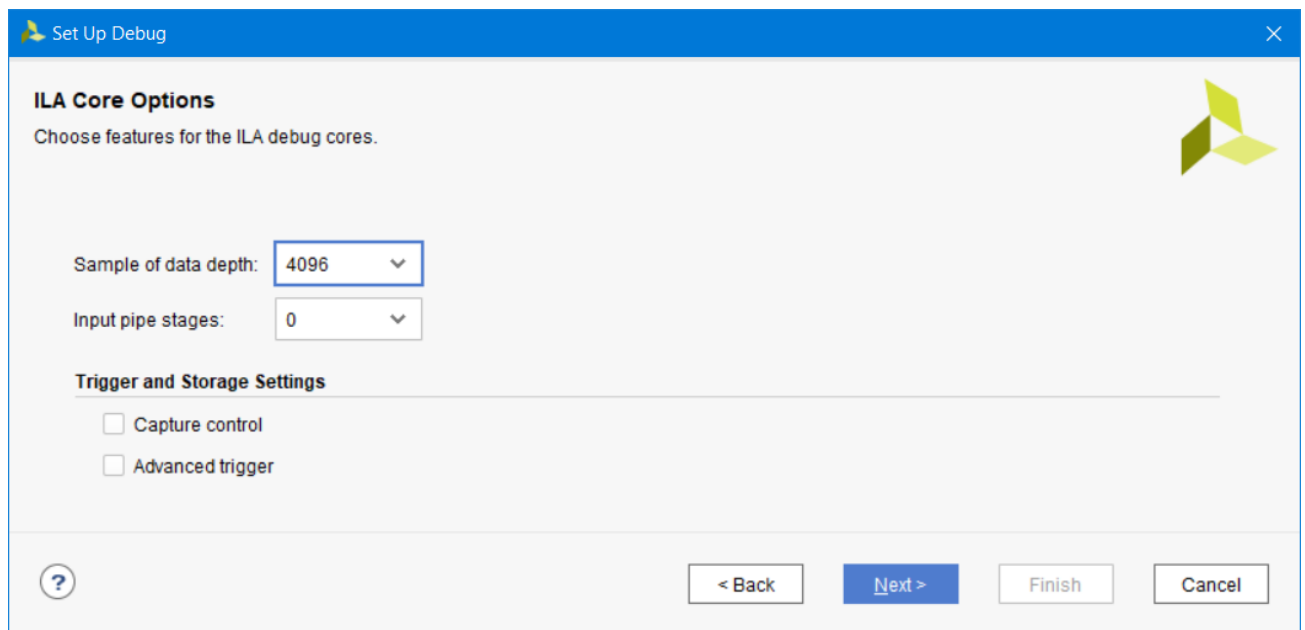 Set Up Debug
ILA Core Options
Choose features for the ILA debug cores.
Sample of data depth: 4096
Input pipe stages: 0
Trigger and Storage Settings
Capture control
Advanced trigger
? < Back Next > Finish Cancel